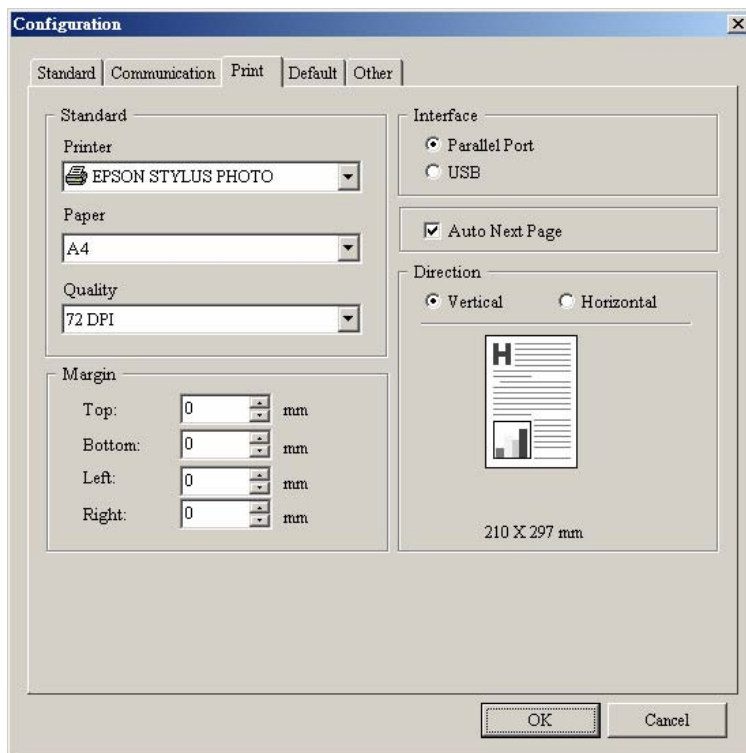 Configuration
Standard Communication Print Default Other
Standard
Printer
EPSON STYLUS PHOTO
Paper
A4
Quality
72 DPI
Margin
Top: 0 mm
Bottom: 0 mm
Left: 0 mm
Right: 0 mm
Interface
Parallel Port
USB
Auto Next Page
Direction
Vertical Horizontal
H
210 X 297 mm
OK Cancel